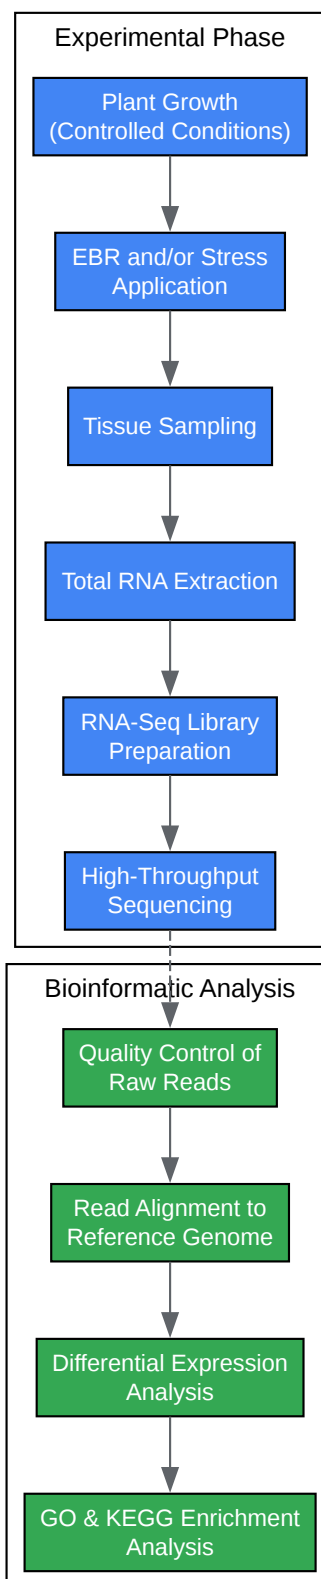 Experimental Phase
Plant Growth
(Controlled Conditions)
EBR and/or Stress
Application
Tissue Sampling
Total RNA Extraction
RNA-Seq Library
Preparation
High-Throughput
Sequencing
Bioinformatic Analysis
Quality Control of
Raw Reads
Read Alignment to
Reference Genome
Differential Expression
Analysis
GO & KEGG Enrichment
Analysis